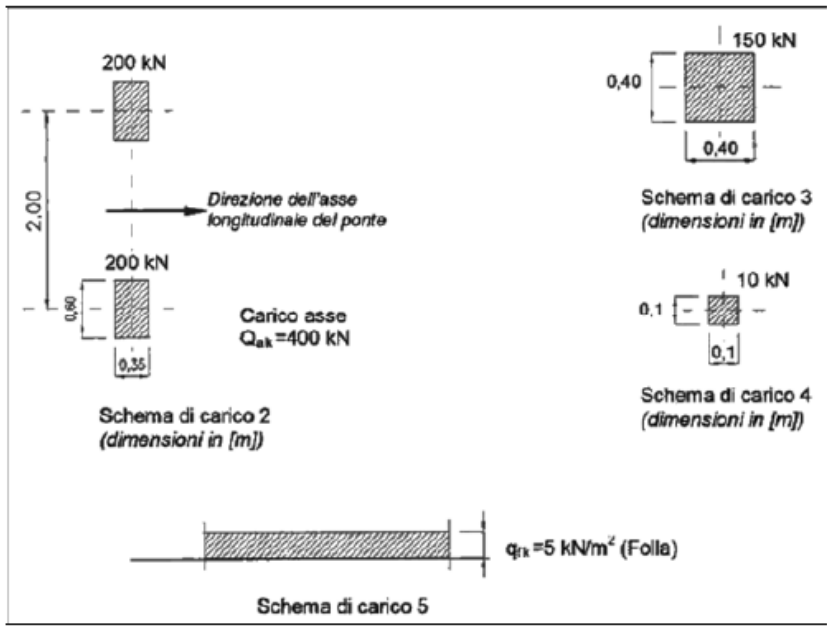 200 kN
2.00
Direzione dell'asse
longitudinale del ponte
200 kN
0,60
0,35
Carico asse
Qak=400 kN
Schema di carico 2
(dimensioni in [m])
150 kN
0,40
0,40
Schema di carico 3
(dimensioni in [m])
10 kN
0,1
0,1
Schema di carico 4
(dimensioni in [m])
qfk=5 kN/m² (Folla)
Schema di carico 5